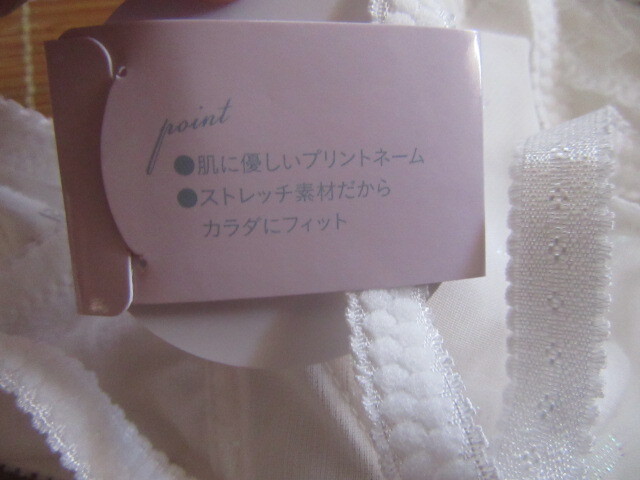 point
●肌に優しいプリントネーム
●ストレッチ素材だから
カラダにフィット